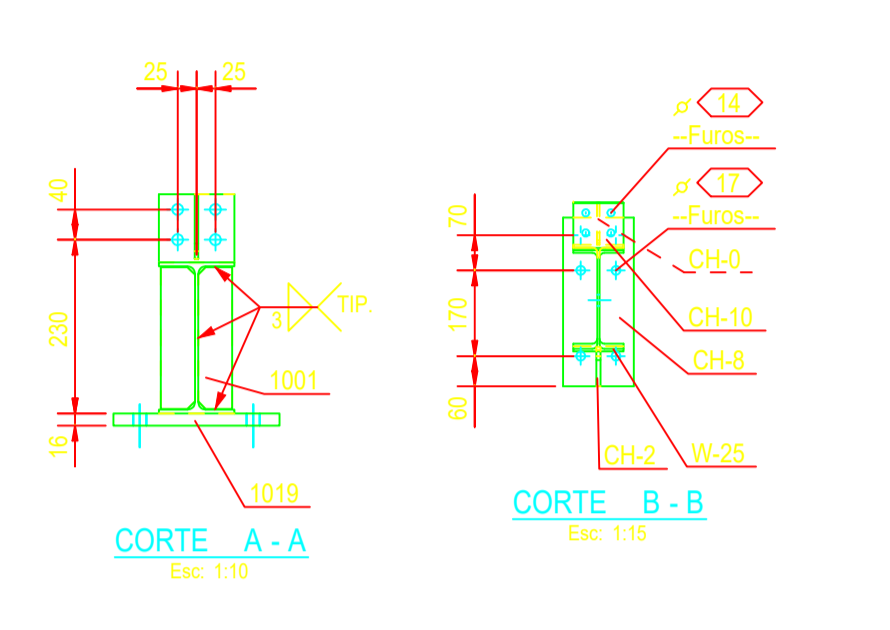 25 25
40
230
16
3 TIP.
1001
1019
CORTE A - A
Esc: 1:10
14
--Furos--
17
--Furos--
70
170
60
CH-0
CH-10
CH-8
W-25
CH-2
CORTE B - B
Esc: 1:15